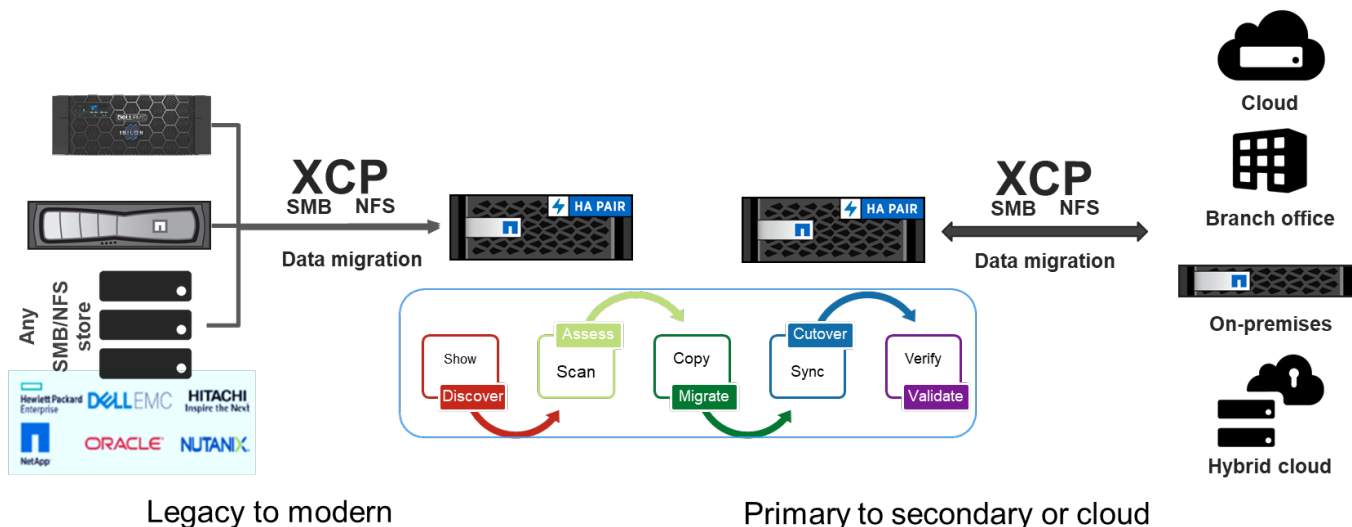 DELLEMC
ISILON
Any
SMB/NFS
store
Hewlett Packard
Enterprise
DELLEMC
HITACHI
Inspire the Next
NetApp
ORACLE
NUTANIX
XCP
SMB NFS
Data migration
HA PAIR
HA PAIR
XCP
SMB NFS
Data migration
Cloud
Branch office
On-premises
Hybrid cloud
Show
Discover
Assess
Scan
Copy
Migrate
Cutover
Sync
Verify
Validate
Legacy to modern
Primary to secondary or cloud